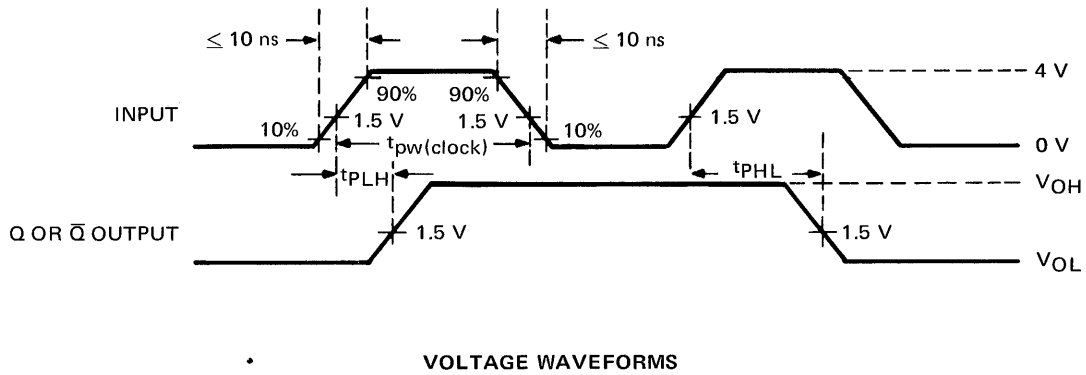 ≤ 10 ns
≤ 10 ns
4 V
90%
90%
INPUT
1.5 V
1.5 V
1.5 V
10%
10%
tpw(clock)
0 V
tPLH
tPHL
VOH
Q OR Q̅ OUTPUT
1.5 V
1.5 V
VOL
VOLTAGE WAVEFORMS